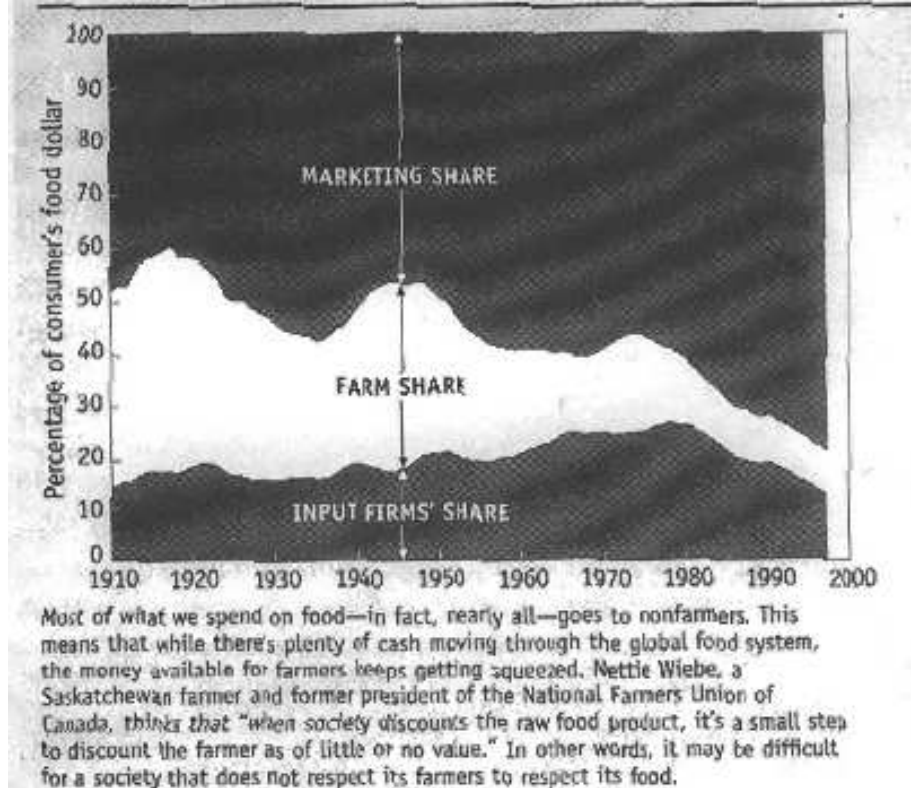 100
90
80
70
60
50
40
30
20
10
0
Percentage of consumer's food dollar
MARKETING SHARE
FARM SHARE
INPUT FIRMS' SHARE
1910 1920 1930 1940 1950 1960 1970 1980 1990 2000
Most of what we spend on food—in fact, nearly all—goes to nonfarmers. This
means that while there's plenty of cash moving through the global food system,
the money available for farmers keeps getting squeezed. Nettie Wiebe, a
Saskatchewan farmer and former president of the National Farmers Union of
Canada, thinks that "when society discounts the raw food product, it's a small step
to discount the farmer as of little or no value." In other words, it may be difficult
for a society that does not respect its farmers to respect its food.